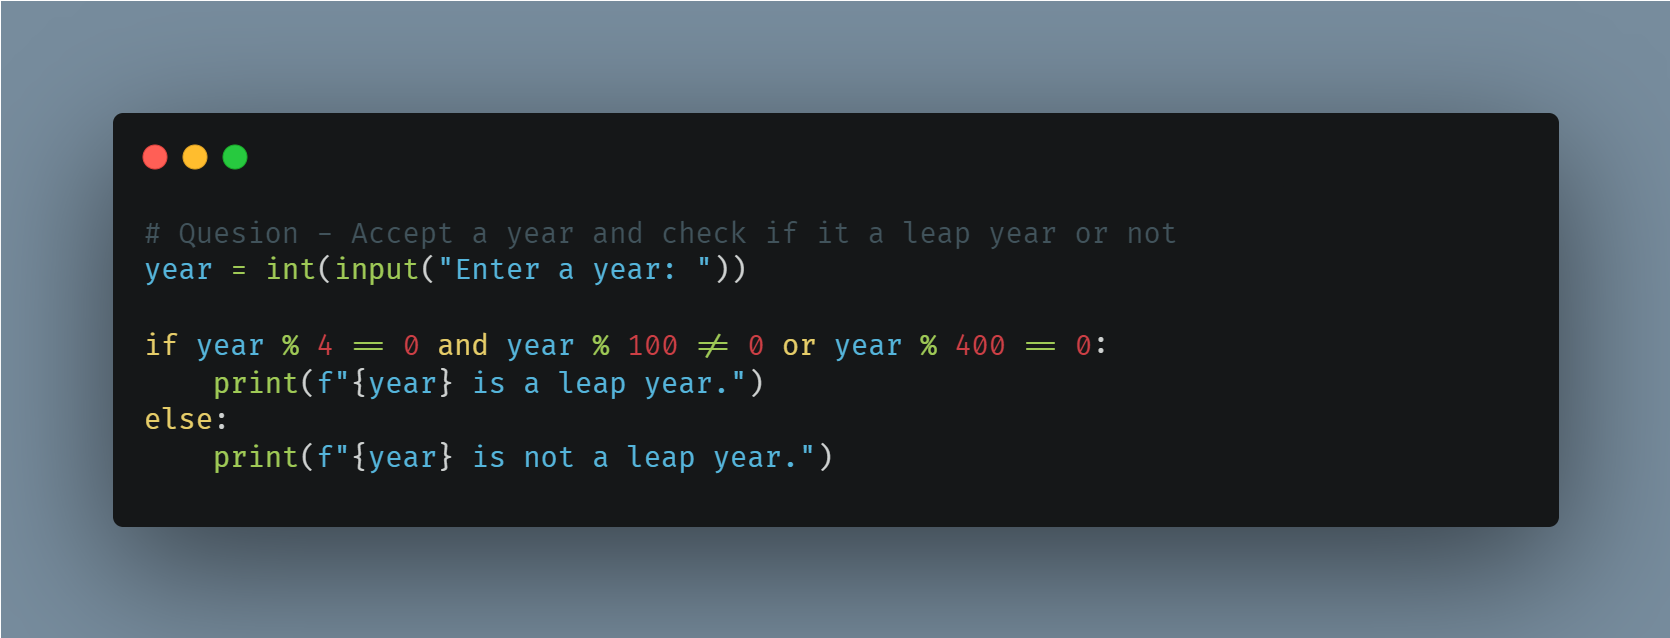 # Quesion - Accept a year and check if it a leap year or not
year = int(input("Enter a year: "))
if year % 4 == 0 and year % 100 != 0 or year % 400 == 0:
    print(f"{year} is a leap year.")
else:
    print(f"{year} is not a leap year.")